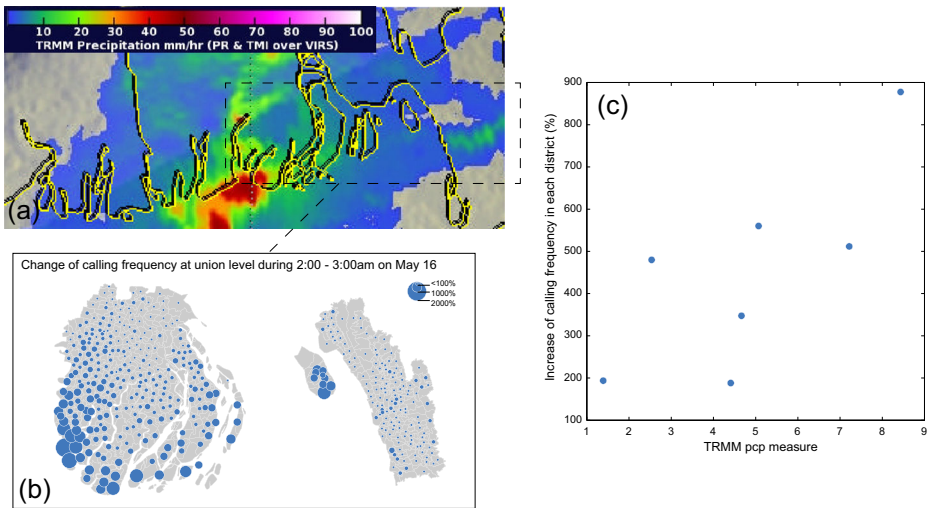 10 20 30 40 50 60 70 80 90 100
TRMM Precipitation mm/hr (PR & TMI over VIRS)
(a)
Change of calling frequency at union level during 2:00 - 3:00am on May 16
<100%
1000%
2000%
(b)
(c)
Increase of calling frequency in each district (%)
900
800
700
600
500
400
300
200
100
1 2 3 4 5 6 7 8 9
TRMM pcp measure